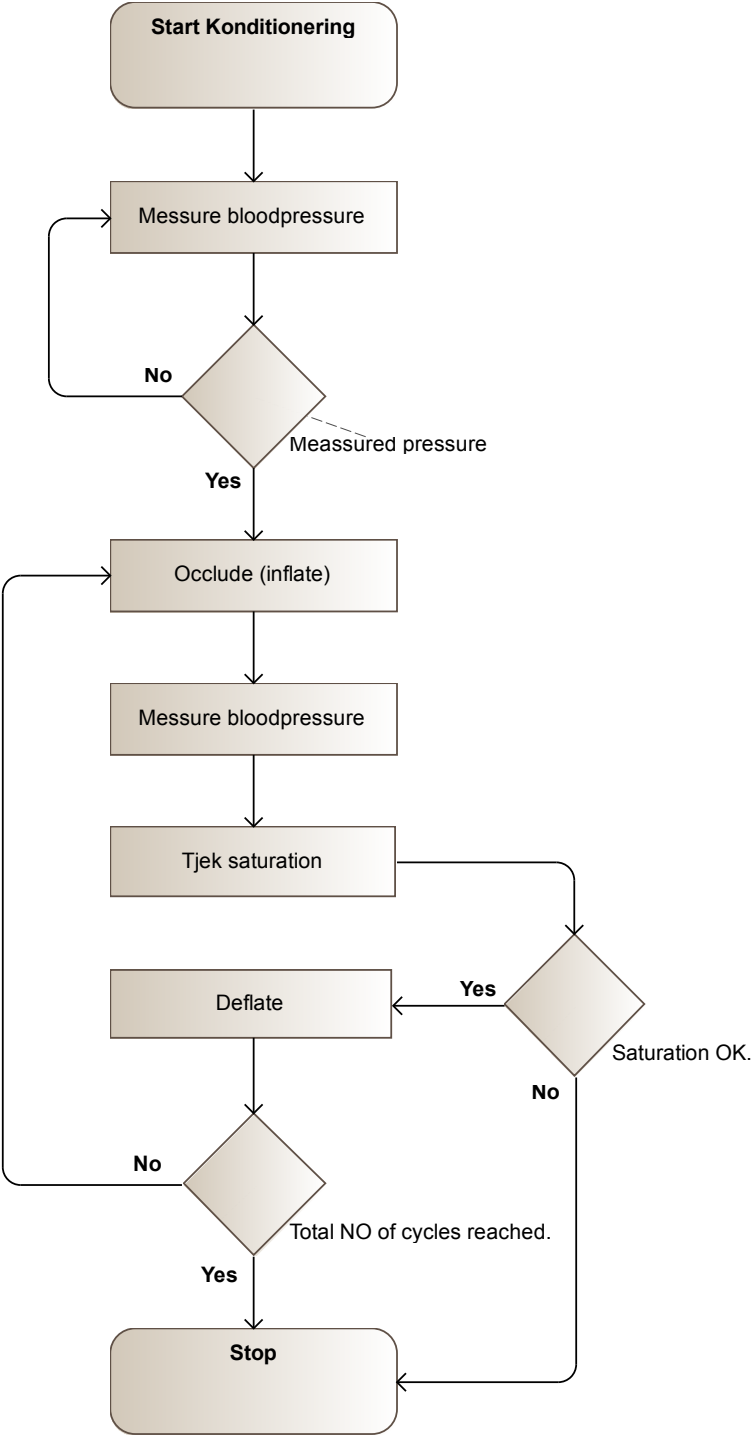 Start Konditionering
Messure bloodpressure
No
Meassured pressure
Yes
Occlude (inflate)
Messure bloodpressure
Tjek saturation
Yes
Deflate
Saturation OK.
No
No
Total NO of cycles reached.
Yes
Stop